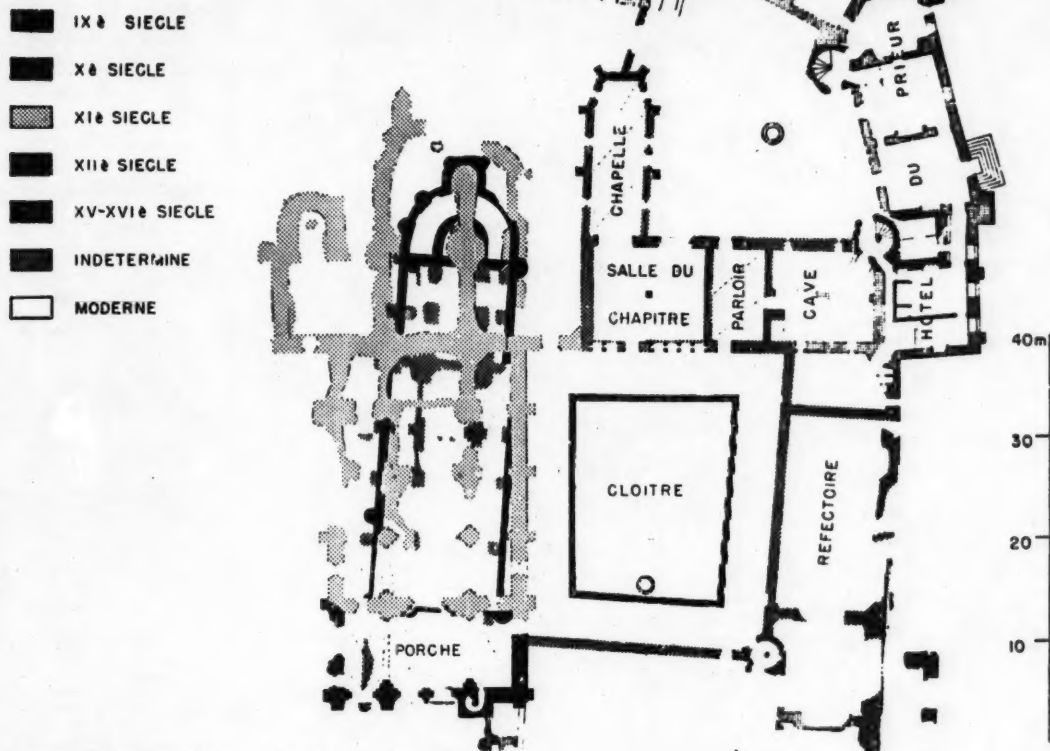 IXè SIECLE
Xè SIECLE
XIè SIECLE
XIIè SIECLE
XV-XVIè SIECLE
INDETERMINE
MODERNE
CHAPELLE
SALLE DU
CHAPITRE
PARLOIR
CAVE
HOTEL
DU
PRIEUR
CLOITRE
REFECTOIRE
PORCHE
40m
30
20
10